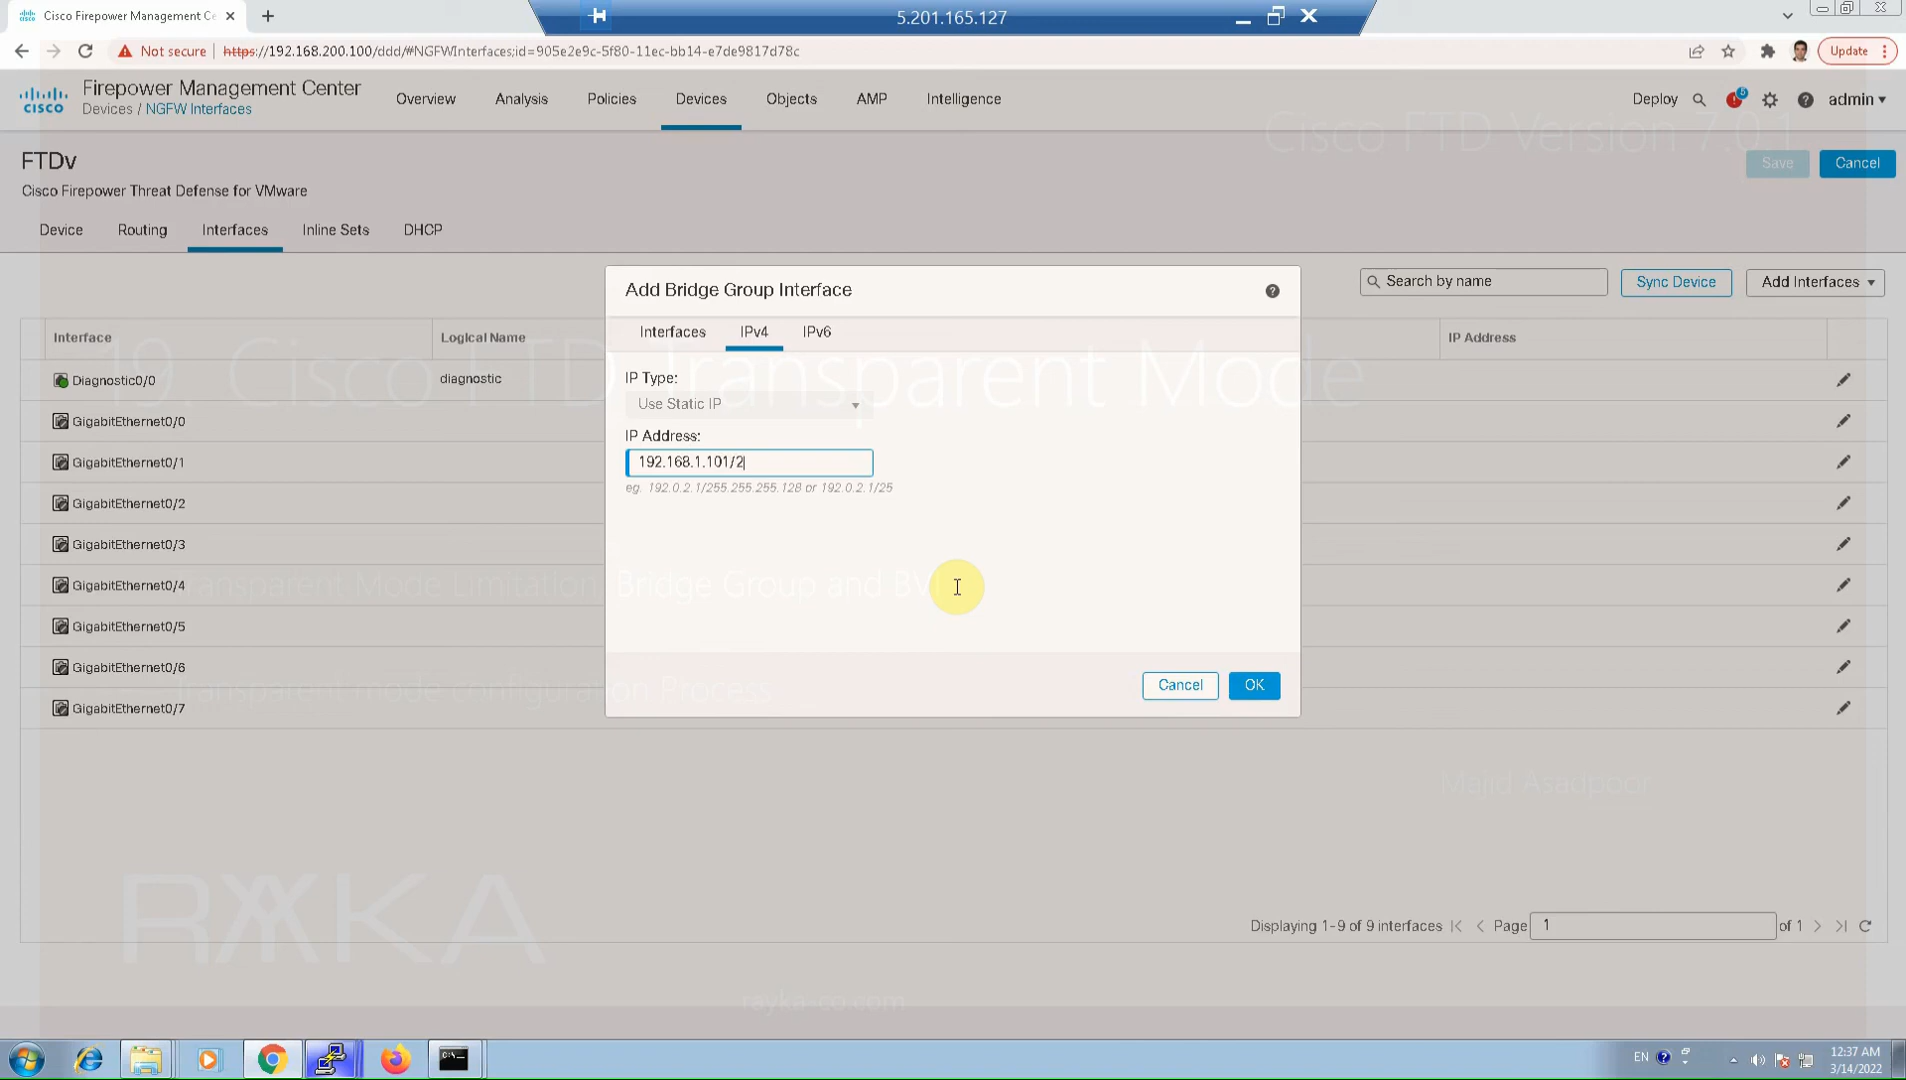 Cisco Firepower Management Ce
5.201.165.127
Not secure
https://192.168.200.100/ddd/#NGFWInterfaces;id=905e2e9c-5f80-11ec-bb14-e7de9817d78c
Update
CISCO
Firepower Management Center
Devices / NGFW Interfaces
Overview
Analysis
Policies
Devices
Objects
AMP
Intelligence
Deploy
admin
Cisco FTD Version 7.0.1
FTDv
Save
Cancel
Cisco Firepower Threat Defense for VMware
Device
Routing
Interfaces
Inline Sets
DHCP
Search by name
Sync Device
Add Interfaces
Add Bridge Group Interface
Interfaces
IPv4
IPv6
Interface
Logical Name
IP Address
19. Cisco FTD Transparent Mode
IP Type:
Use Static IP
IP Address:
192.168.1.101/2
eg. 192.0.2.1/255.255.255.128 or 192.0.2.1/25
Diagnostic0/0
diagnostic
GigabitEthernet0/0
GigabitEthernet0/1
GigabitEthernet0/2
GigabitEthernet0/3
GigabitEthernet0/4
Transparent Mode Limitation, Bridge Group and BV
GigabitEthernet0/5
GigabitEthernet0/6
Transparent mode Configuration Process
GigabitEthernet0/7
Cancel
OK
Majid Asadpoor
RAYKA
Displaying 1-9 of 9 interfaces
Page
1
of 1
rayka-co.com
EN
12:37 AM
3/14/2022